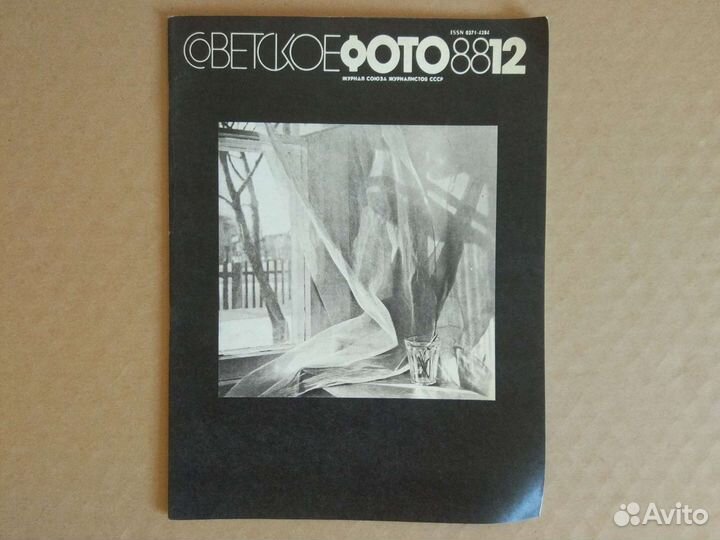 ISSN 0371-4284
СОВЕТСКОЕ ФОТО 88 12
ЖУРНАЛ СОЮЗА ЖУРНАЛИСТОВ СССР
Avito